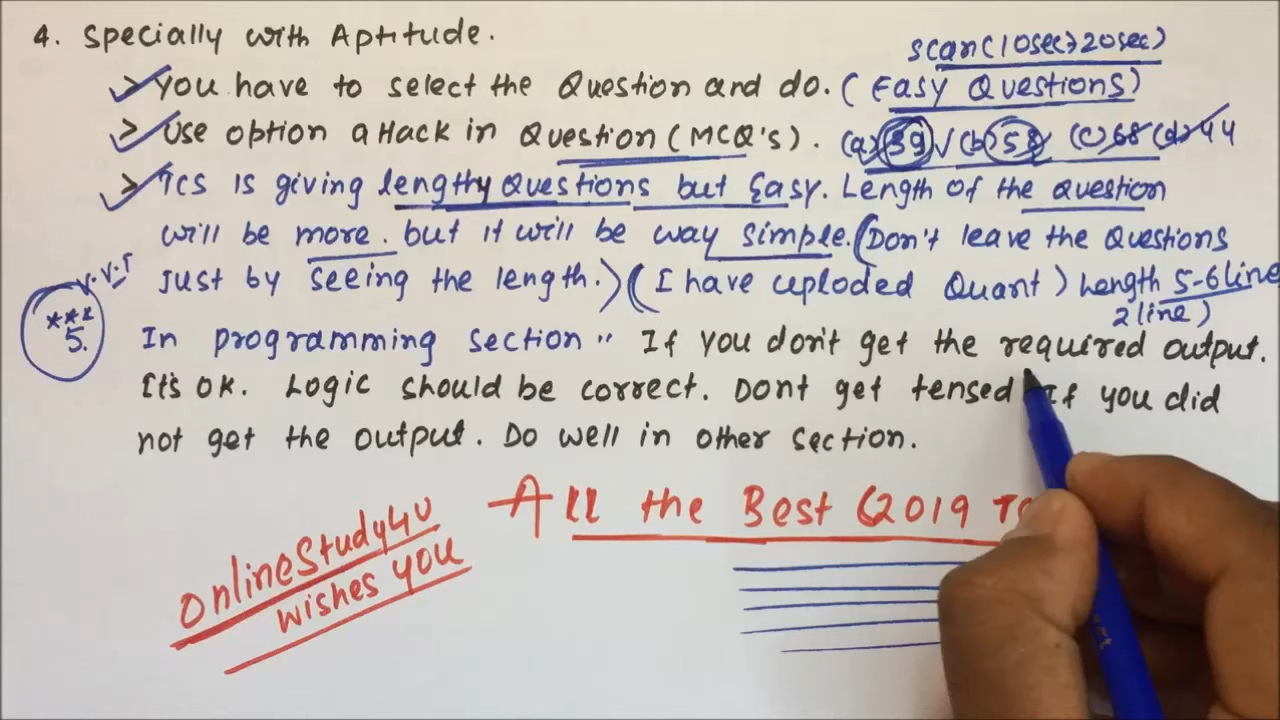 4. Specially with Aptitude.
scan(10sec→20sec)
> You have to select the Question and do. (Easy Questions)
> Use option a Hack in Question (MCQ's). (a) 39 ✓ (b) 58 (c) 68 (d) 44
> TCS is giving lengthy Questions but Easy. Length of the question
will be more. but it will be way simple. (Don't leave the Questions
Just by seeing the length.) (I have uploded Quant) Length 5-6 line
2 line)
V.V.I
***
5. In programming section " If you don't get the required output.
It's ok. Logic should be correct. Dont get tensed If you did
not get the output. Do well in other section.
All the Best (2019
OnlineStudy4U
wishes you